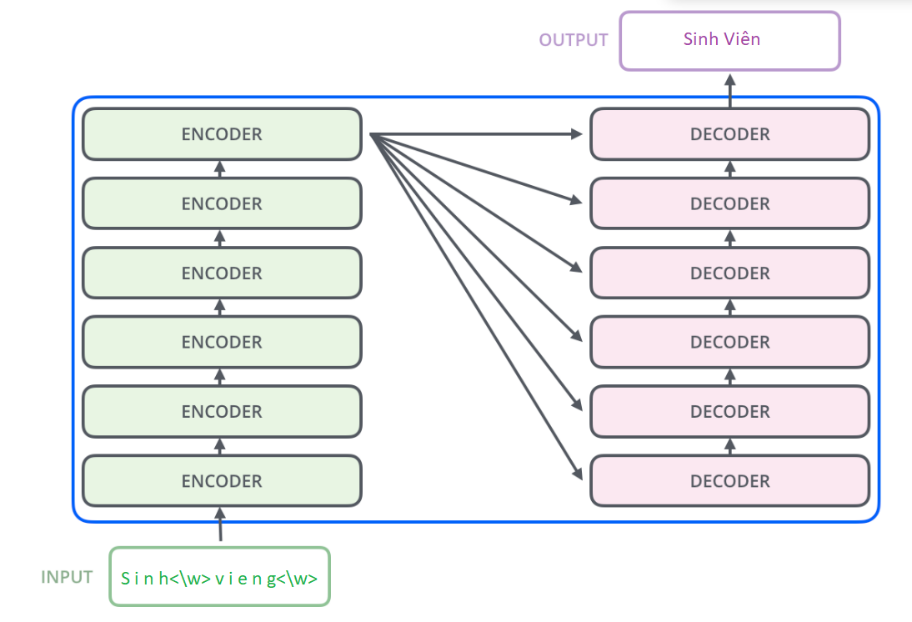 OUTPUT
Sinh Viên
ENCODER
ENCODER
ENCODER
ENCODER
ENCODER
ENCODER
DECODER
DECODER
DECODER
DECODER
DECODER
DECODER
INPUT
S i n h<\w> v i e n g<\w>